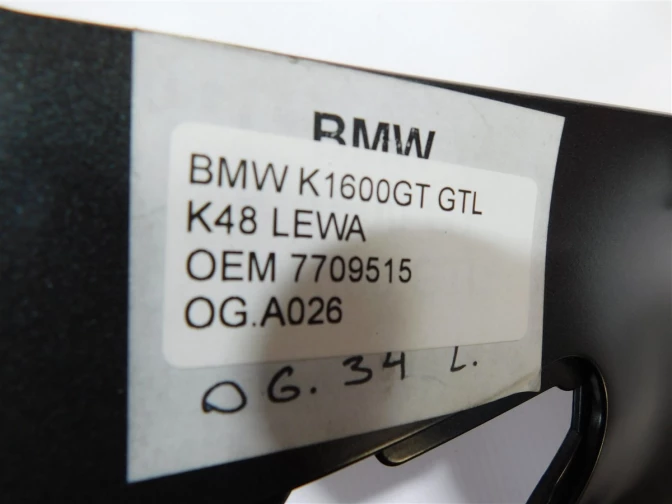 BMW
BMW K1600GT GTL
K48 LEWA
OEM 7709515
OG.A026
OG. 34 L.